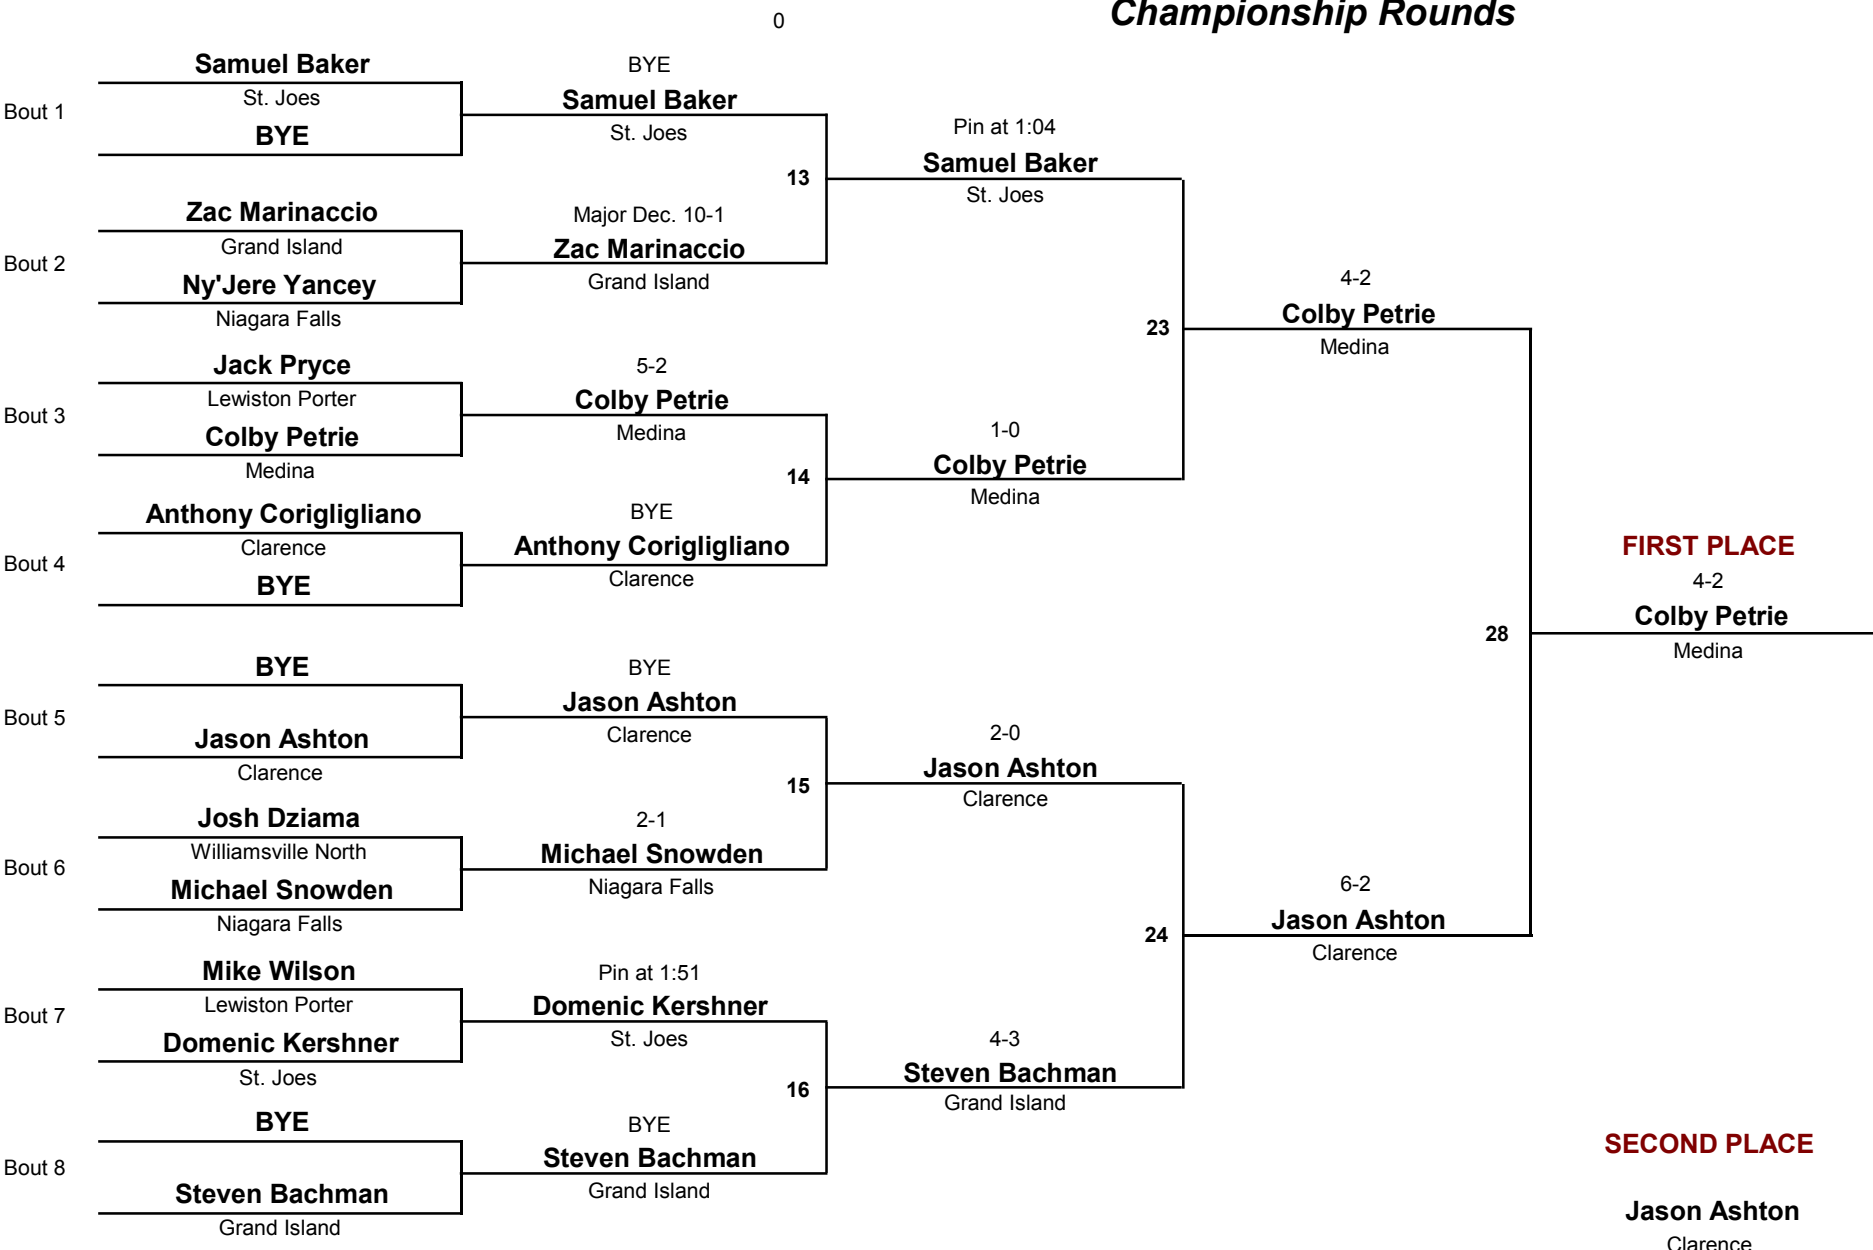 0
Championship Rounds
Samuel Baker
St. Joes
Bout 1
BYE
Zac Marinaccio
Grand Island
Bout 2
Ny'Jere Yancey
Niagara Falls
Jack Pryce
Lewiston Porter
Bout 3
Colby Petrie
Medina
Anthony Corigligliano
Clarence
Bout 4
BYE
BYE
Bout 5
Jason Ashton
Clarence
Josh Dziama
Williamsville North
Bout 6
Michael Snowden
Niagara Falls
Mike Wilson
Lewiston Porter
Bout 7
Domenic Kershner
St. Joes
BYE
Bout 8
Steven Bachman
Grand Island
BYE
Samuel Baker
St. Joes
13
Major Dec. 10-1
Zac Marinaccio
Grand Island
5-2
Colby Petrie
Medina
14
BYE
Anthony Corigligliano
Clarence
BYE
Jason Ashton
Clarence
15
2-1
Michael Snowden
Niagara Falls
Pin at 1:51
Domenic Kershner
St. Joes
16
BYE
Steven Bachman
Grand Island
Pin at 1:04
Samuel Baker
St. Joes
23
1-0
Colby Petrie
Medina
2-0
Jason Ashton
Clarence
24
4-3
Steven Bachman
Grand Island
4-2
Colby Petrie
Medina
28
6-2
Jason Ashton
Clarence
FIRST PLACE
4-2
Colby Petrie
Medina
SECOND PLACE
Jason Ashton
Clarence